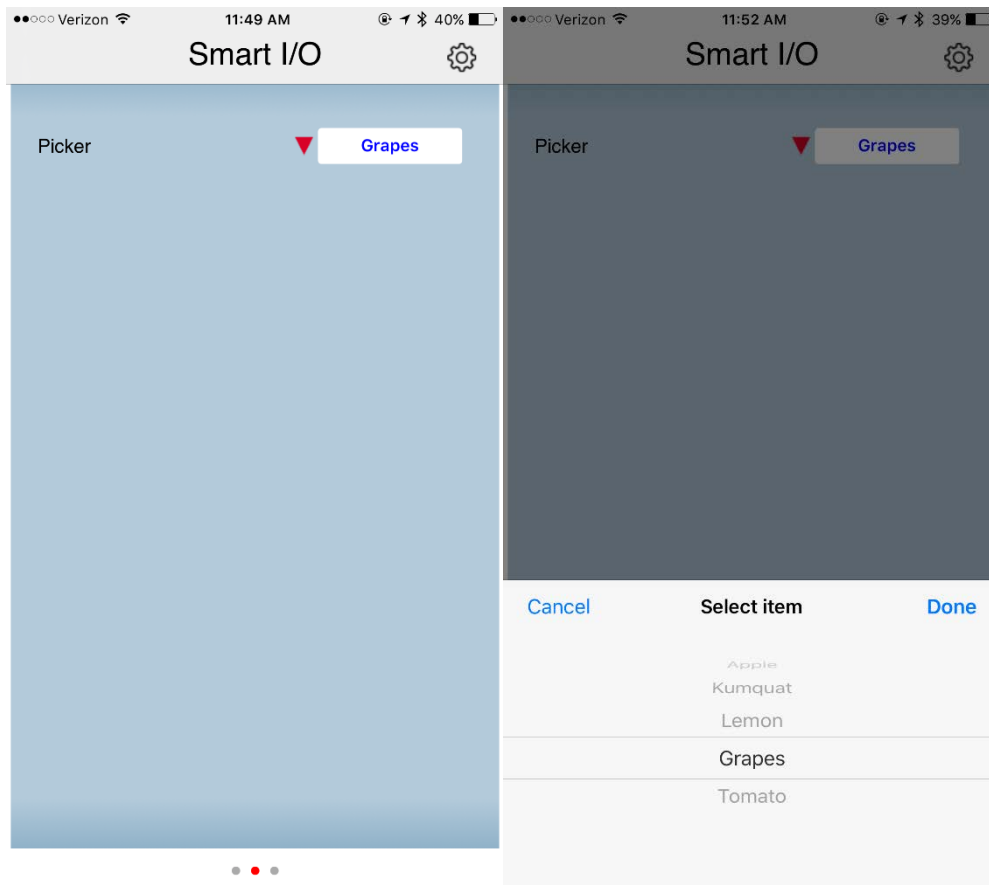 Verizon 11:49 AM 40%
Smart I/O
Picker Grapes
Verizon 11:52 AM 39%
Smart I/O
Picker Grapes
Cancel Select item Done
Apple
Kumquat
Lemon
Grapes
Tomato